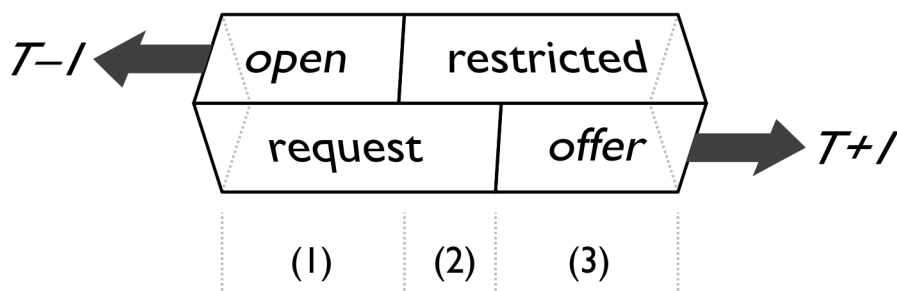 T–1 open restricted
request offer T+1
(1) (2) (3)